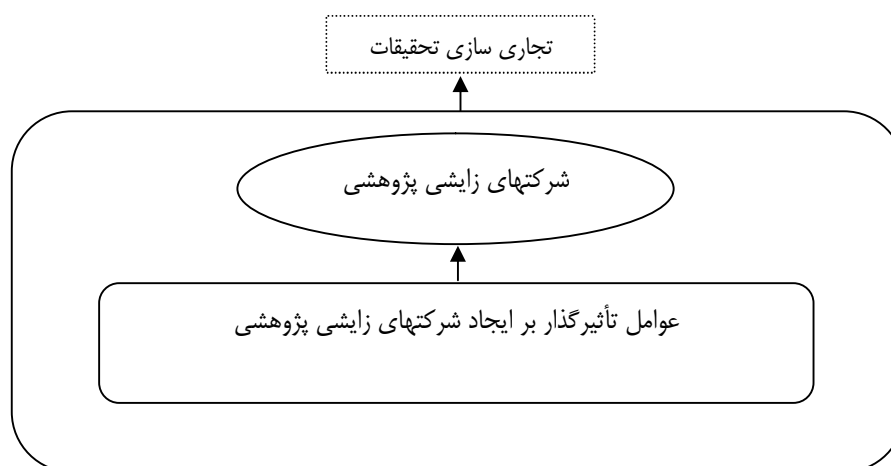 تجاری سازی تحقیقات
شرکتهای زایشی پژوهشی
عوامل تأثیرگذار بر ایجاد شرکتهای زایشی پژوهشی